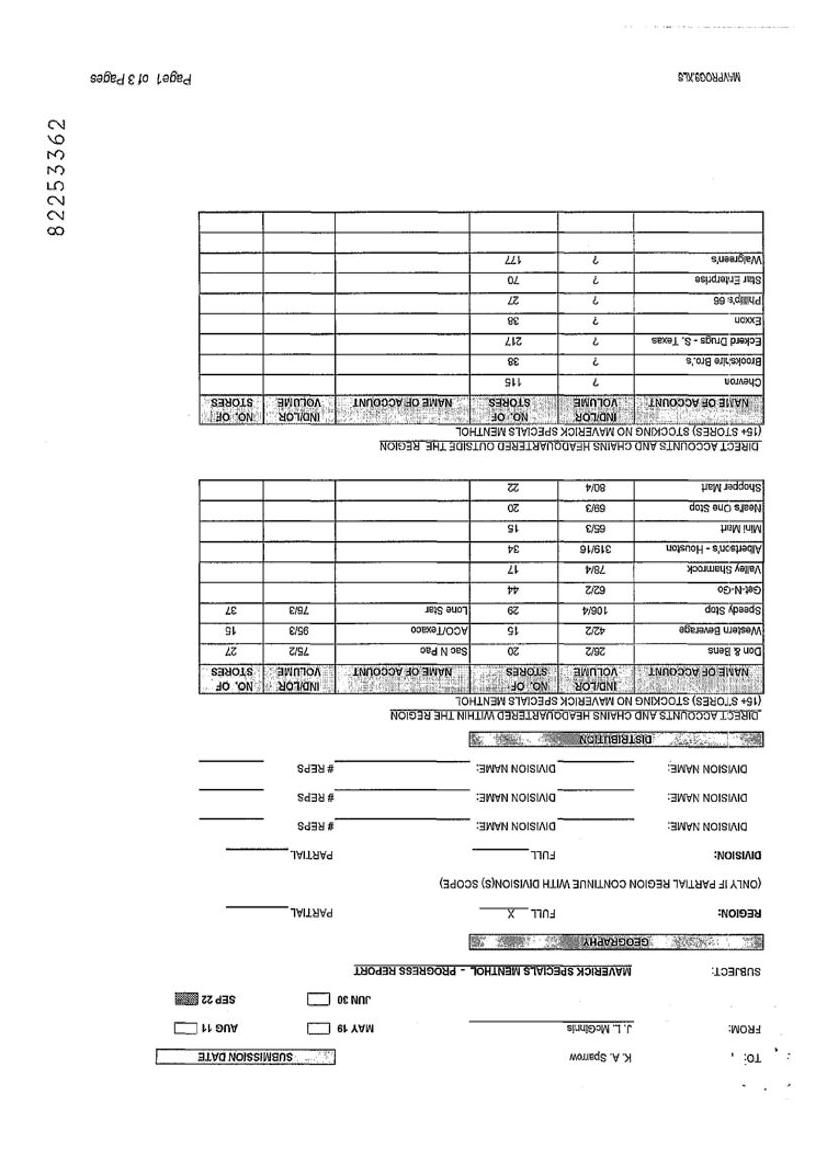 TO: K. A. Sparrow SUBMISSION DATE
FROM: J. L. McGinnis MAY 19 AUG 11
JUN 30 SEP 22
SUBJECT: MAVERICK SPECIALS MENTHOL - PROGRESS REPORT
GEOGRAPHY
REGION: FULL X PARTIAL
(ONLY IF PARTIAL REGION CONTINUE WITH DIVISION(S) SCOPE)
DIVISION: FULL PARTIAL
DIVISION NAME: DIVISION NAME: # REPS
DIVISION NAME: DIVISION NAME: # REPS
DIVISION NAME: DIVISION NAME: # REPS
DISTRIBUTION
DIRECT ACCOUNTS AND CHAINS HEADQUARTERED WITHIN THE REGION
(15+ STORES) STOCKING NO MAVERICK SPECIALS MENTHOL
IND/LOR NO. OF IND/LOR NO. OF
NAME OF ACCOUNT VOLUME STORES NAME OF ACCOUNT VOLUME STORES
Don & Bens 26/2 20 Sac N Pac 75/2 27
Western Beverage 42/2 15 ACO/Texaco 95/3 15
Speedy Stop 106/4 29 Lone Star 75/3 37
Get-N-Go 62/2 44
Valley Shamrock 78/4 17
Albertson's - Houston 319/16 34
Mini Mart 65/3 15
Neal's One Stop 69/3 20
Shopper Mart 80/4 22
DIRECT ACCOUNTS AND CHAINS HEADQUARTERED OUTSIDE THE REGION
(15+ STORES) STOCKING NO MAVERICK SPECIALS MENTHOL
IND/LOR NO. OF IND/LOR NO. OF
NAME OF ACCOUNT VOLUME STORES NAME OF ACCOUNT VOLUME STORES
Chevron ? 115
Brookshire Bro.'s ? 38
Eckerd Drugs - S. Texas ? 217
Exxon ? 38
Phillip's 66 ? 27
Star Enterprise ? 70
Walgreen's ? 177
82253362
MAVPROG9.XLS Page1 of 3 Pages